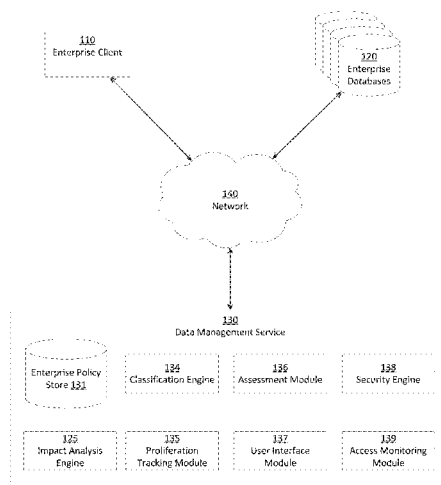 110
Enterprise Client
120
Enterprise
Databases
140
Network
130
Data Management Service
Enterprise Policy
Store 131
134
Classification Engine
136
Assessment Module
138
Security Engine
Impact Analysis
Engine
135
Proliferation
Tracking Module
137
User Interface
Module
139
Access Monitoring
Module